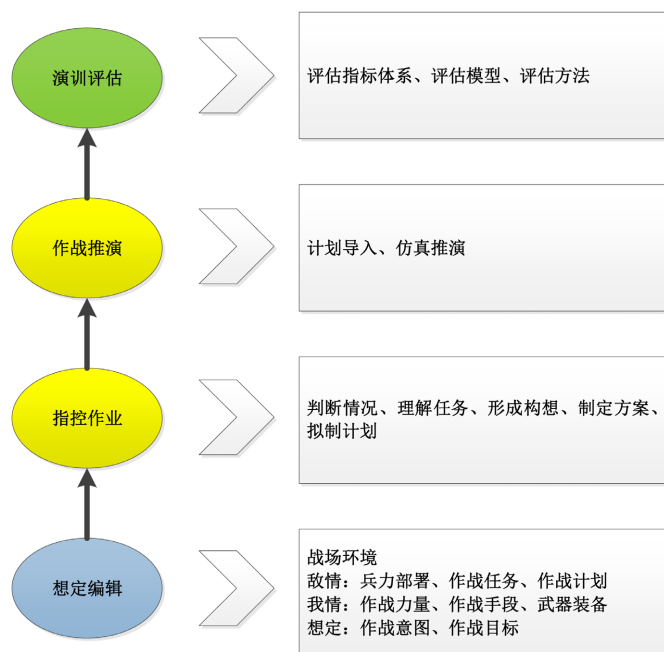 演训评估
评估指标体系、评估模型、评估方法
作战推演
计划导入、仿真推演
指控作业
判断情况、理解任务、形成构想、制定方案、
拟制计划
想定编辑
战场环境
敌情：兵力部署、作战任务、作战计划
我情：作战力量、作战手段、武器装备
想定：作战意图、作战目标